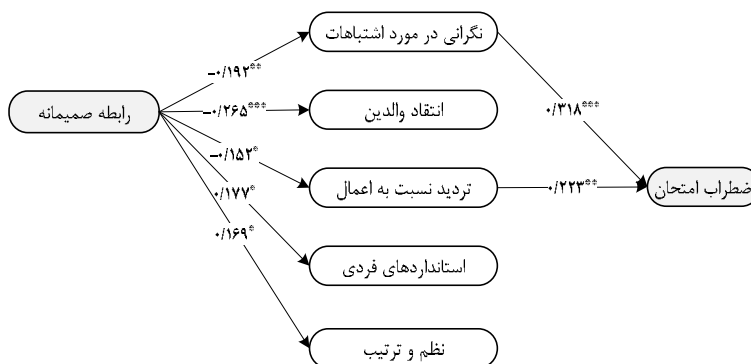 نگرانی در مورد اشتباهات
-۰/۱۹۲**
۰/۳۱۸***
رابطه صمیمانه
-۰/۲۶۵***
انتقاد والدین
-۰/۱۵۲*
تردید نسبت به اعمال
۰/۲۲۳**
ضطراب امتحان
۰/۱۷۷*
۰/۱۶۹*
استانداردهای فردی
نظم و ترتیب